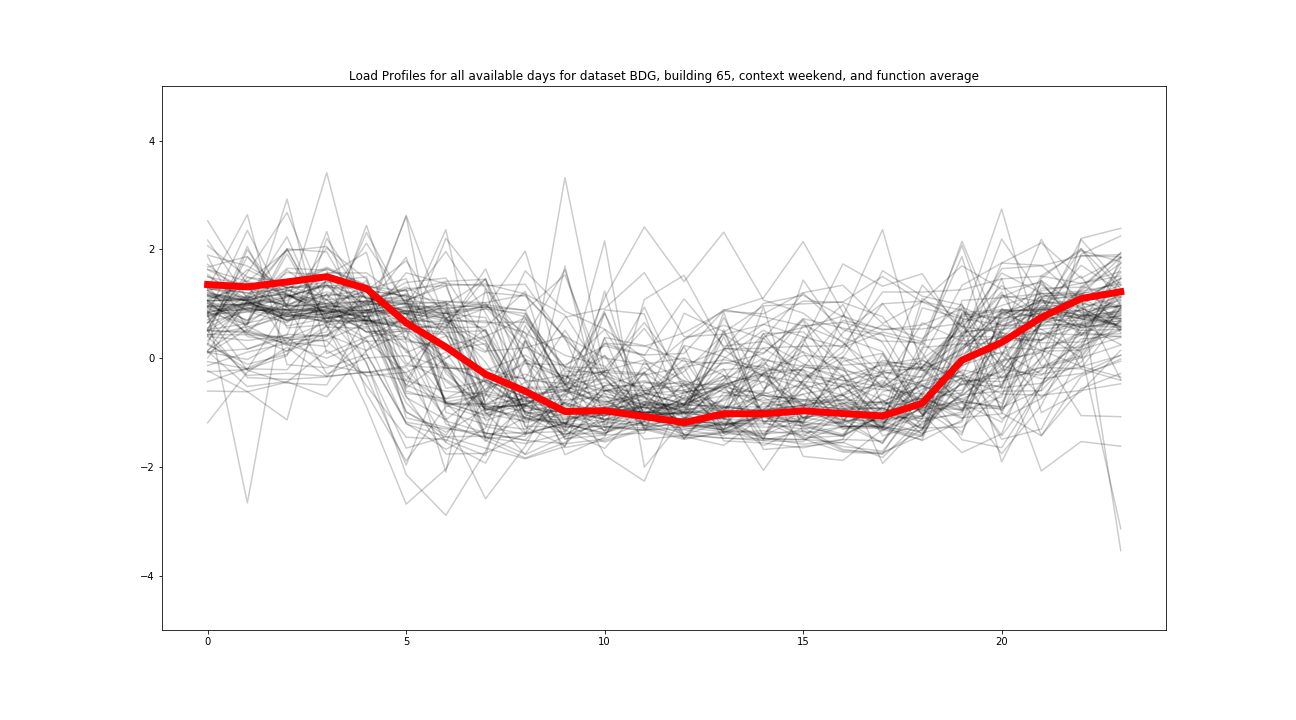 Load Profiles for all available days for dataset BDG, building 65, context weekend, and function average
4
2
0
−2
−4
0 5 10 15 20